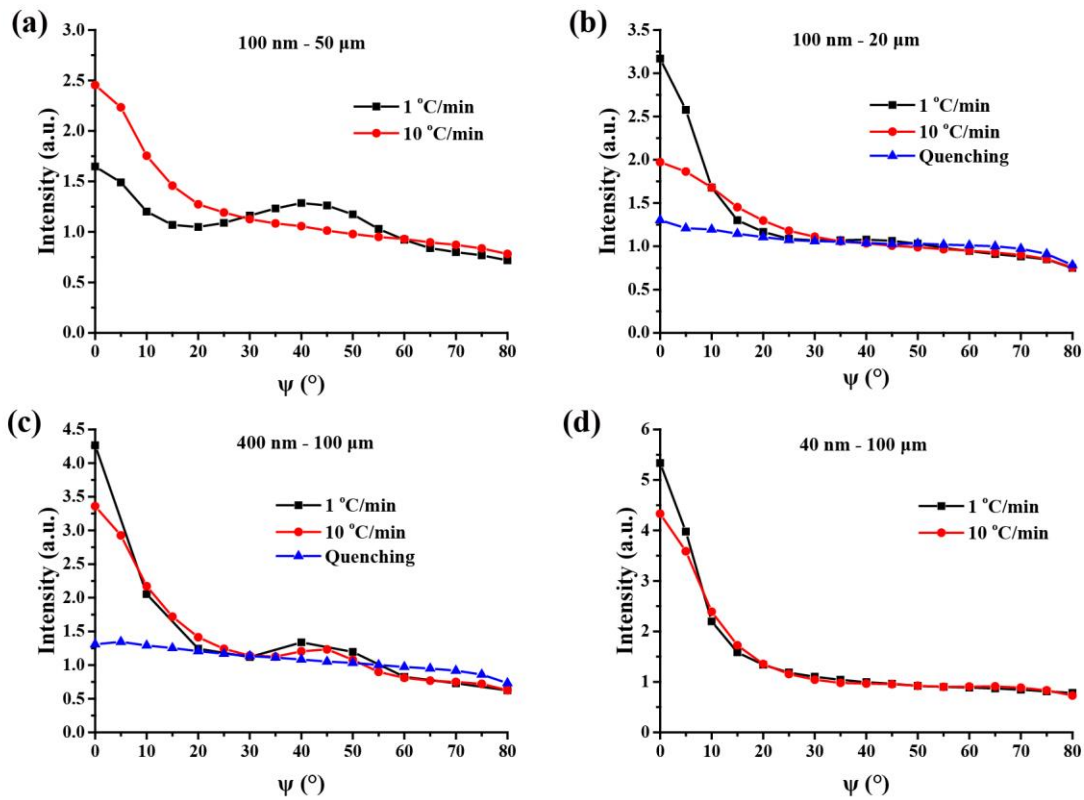 (a)
100 nm - 50 µm
1 °C/min
10 °C/min
Intensity (a.u.)
3.0
2.5
2.0
1.5
1.0
0.5
0.0
0 10 20 30 40 50 60 70 80
ψ (°)
(b)
100 nm - 20 µm
1 °C/min
10 °C/min
Quenching
Intensity (a.u.)
3.5
3.0
2.5
2.0
1.5
1.0
0.5
0.0
0 10 20 30 40 50 60 70 80
ψ (°)
(c)
400 nm - 100 µm
1 °C/min
10 °C/min
Quenching
Intensity (a.u.)
4.5
4.0
3.5
3.0
2.5
2.0
1.5
1.0
0.5
0.0
0 10 20 30 40 50 60 70 80
ψ (°)
(d)
40 nm - 100 µm
1 °C/min
10 °C/min
Intensity (a.u.)
6
5
4
3
2
1
0
0 10 20 30 40 50 60 70 80
ψ (°)